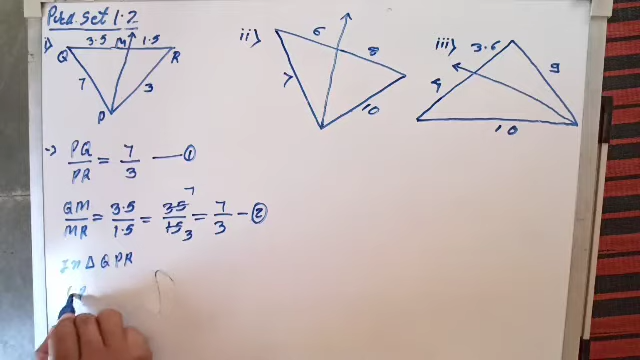 Prac. Set 1.2
i) 3.5 M 1.5
Q R
7 3
P
ii) 6 8
7 10
iii) 3.6
4 9
10
-> PQ/PR = 7/3 — ①
QM/MR = 3.5/1.5 = 35/15 = 7/3 — ②
7
3
In Δ QPR